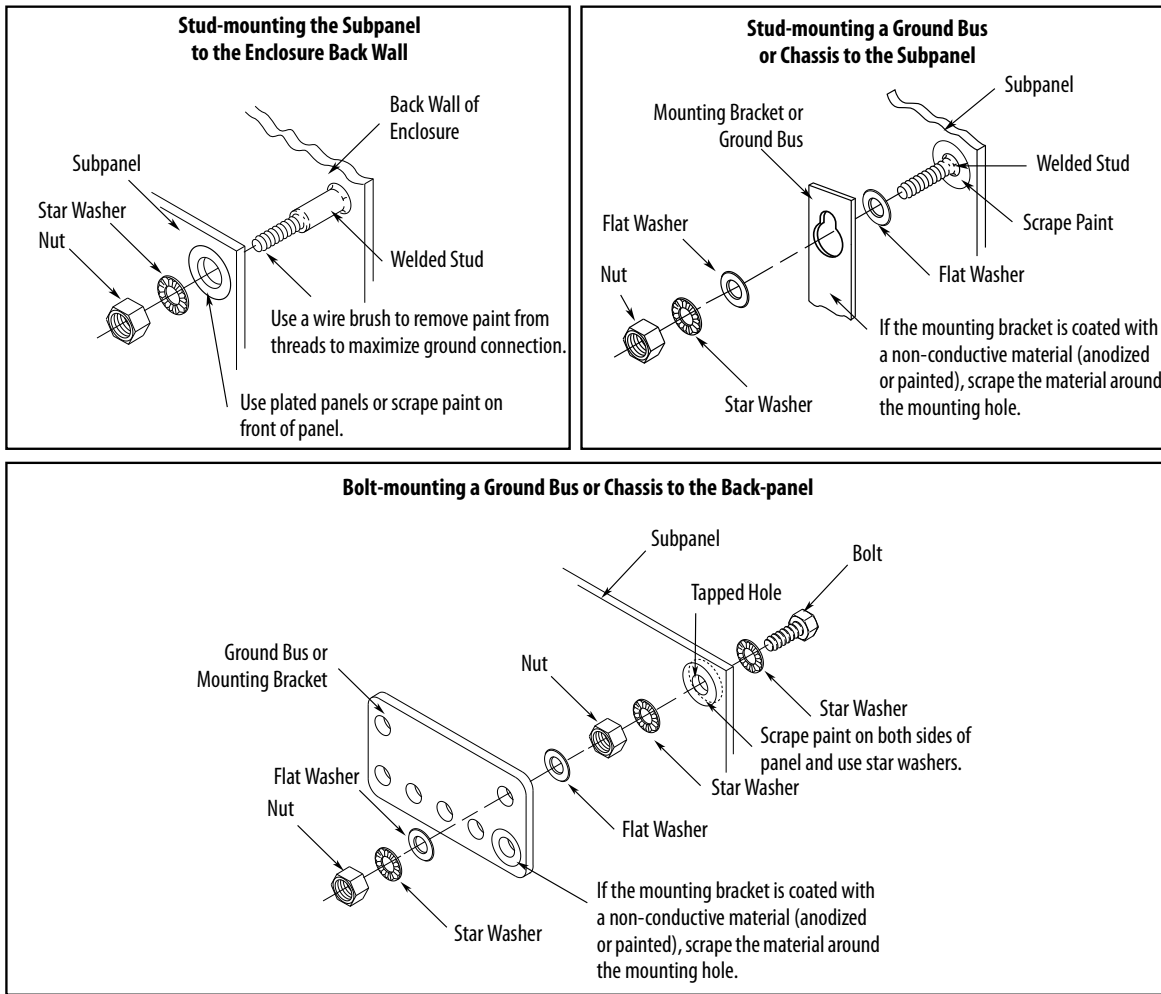 Stud-mounting the Subpanel
to the Enclosure Back Wall
Back Wall of
Enclosure
Subpanel
Star Washer
Nut
Welded Stud
Use a wire brush to remove paint from
threads to maximize ground connection.
Use plated panels or scrape paint on
front of panel.
Stud-mounting a Ground Bus
or Chassis to the Subpanel
Subpanel
Mounting Bracket or
Ground Bus
Welded Stud
Scrape Paint
Flat Washer
Flat Washer
Nut
Star Washer
If the mounting bracket is coated with
a non-conductive material (anodized
or painted), scrape the material around
the mounting hole.
Bolt-mounting a Ground Bus or Chassis to the Back-panel
Subpanel
Bolt
Tapped Hole
Ground Bus or
Mounting Bracket
Nut
Star Washer
Scrape paint on both sides of
panel and use star washers.
Star Washer
Flat Washer
Flat Washer
Nut
Star Washer
If the mounting bracket is coated with
a non-conductive material (anodized
or painted), scrape the material around
the mounting hole.